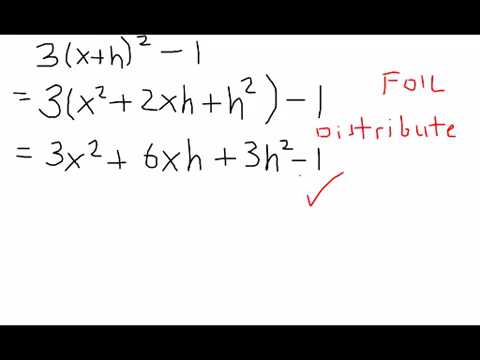 3(x+h)² − 1
= 3(x² + 2xh + h²) − 1
FOIL
Distribute
= 3x² + 6xh + 3h² − 1